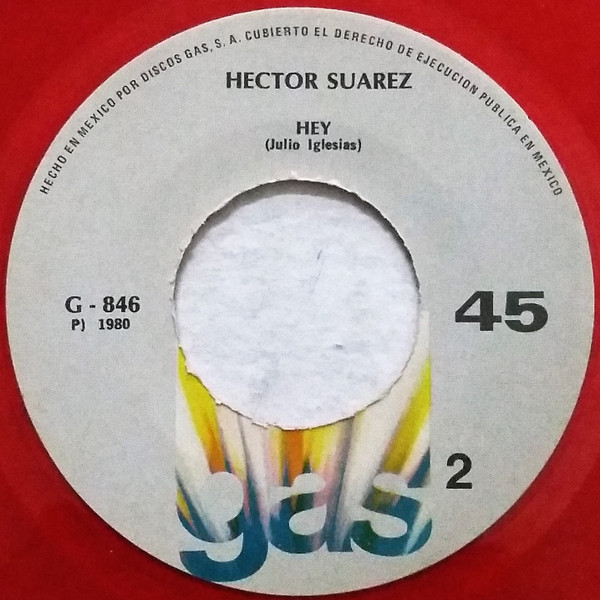 HECHO EN MEXICO POR DISCOS GAS, S. A. CUBIERTO EL DERECHO DE EJECUCION PUBLICA EN MEXICO
HECTOR SUAREZ
HEY
(Julio Iglesias)
G - 846
P) 1980
45
2
gas